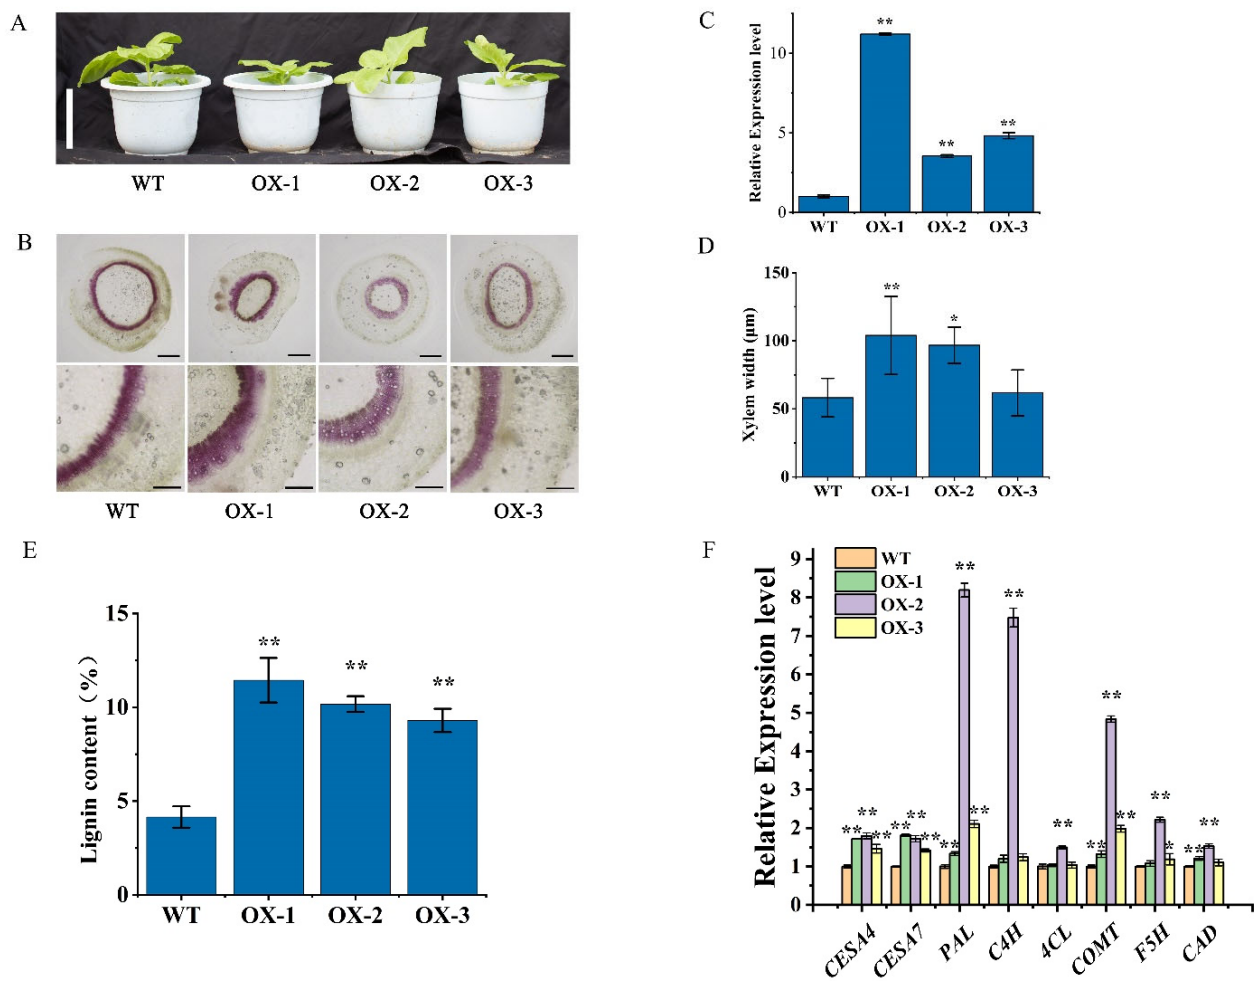 A
WT OX-1 OX-2 OX-3
B
WT OX-1 OX-2 OX-3
C
Relative Expression level
10
5
0
** ** **
WT OX-1 OX-2 OX-3
D
Xylem width (μm)
150
100
50
0
** *
WT OX-1 OX-2 OX-3
E
Lignin content（%）
15
10
5
0
** ** **
WT OX-1 OX-2 OX-3
F
Relative Expression level
9
8
7
6
5
4
3
2
1
0
WT
OX-1
OX-2
OX-3
** ** ** ** ** ** ** ** ** ** ** ** ** ** ** * ** **
CESA4 CESA7 PAL C4H 4CL COMT F5H CAD